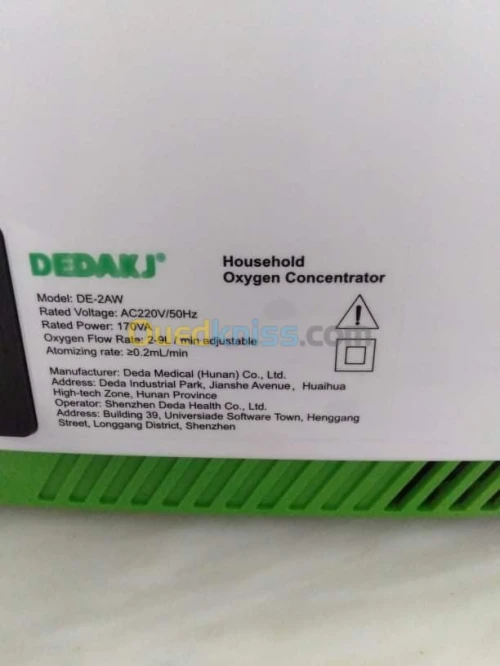 DEDAKJ®
Household
Oxygen Concentrator
Model: DE-2AW
Rated Voltage: AC220V/50Hz
Rated Power: 170VA
Oxygen Flow Rate: 2-9L / min adjustable
Atomizing rate: ≥0.2mL/min
Manufacturer: Deda Medical (Hunan) Co., Ltd.
Address: Deda Industrial Park, Jianshe Avenue, Huaihua
High-tech Zone, Hunan Province
Operator: Shenzhen Deda Health Co., Ltd.
Address: Building 39, Universiade Software Town, Henggang
Street, Longgang District, Shenzhen
Ouedkniss.com